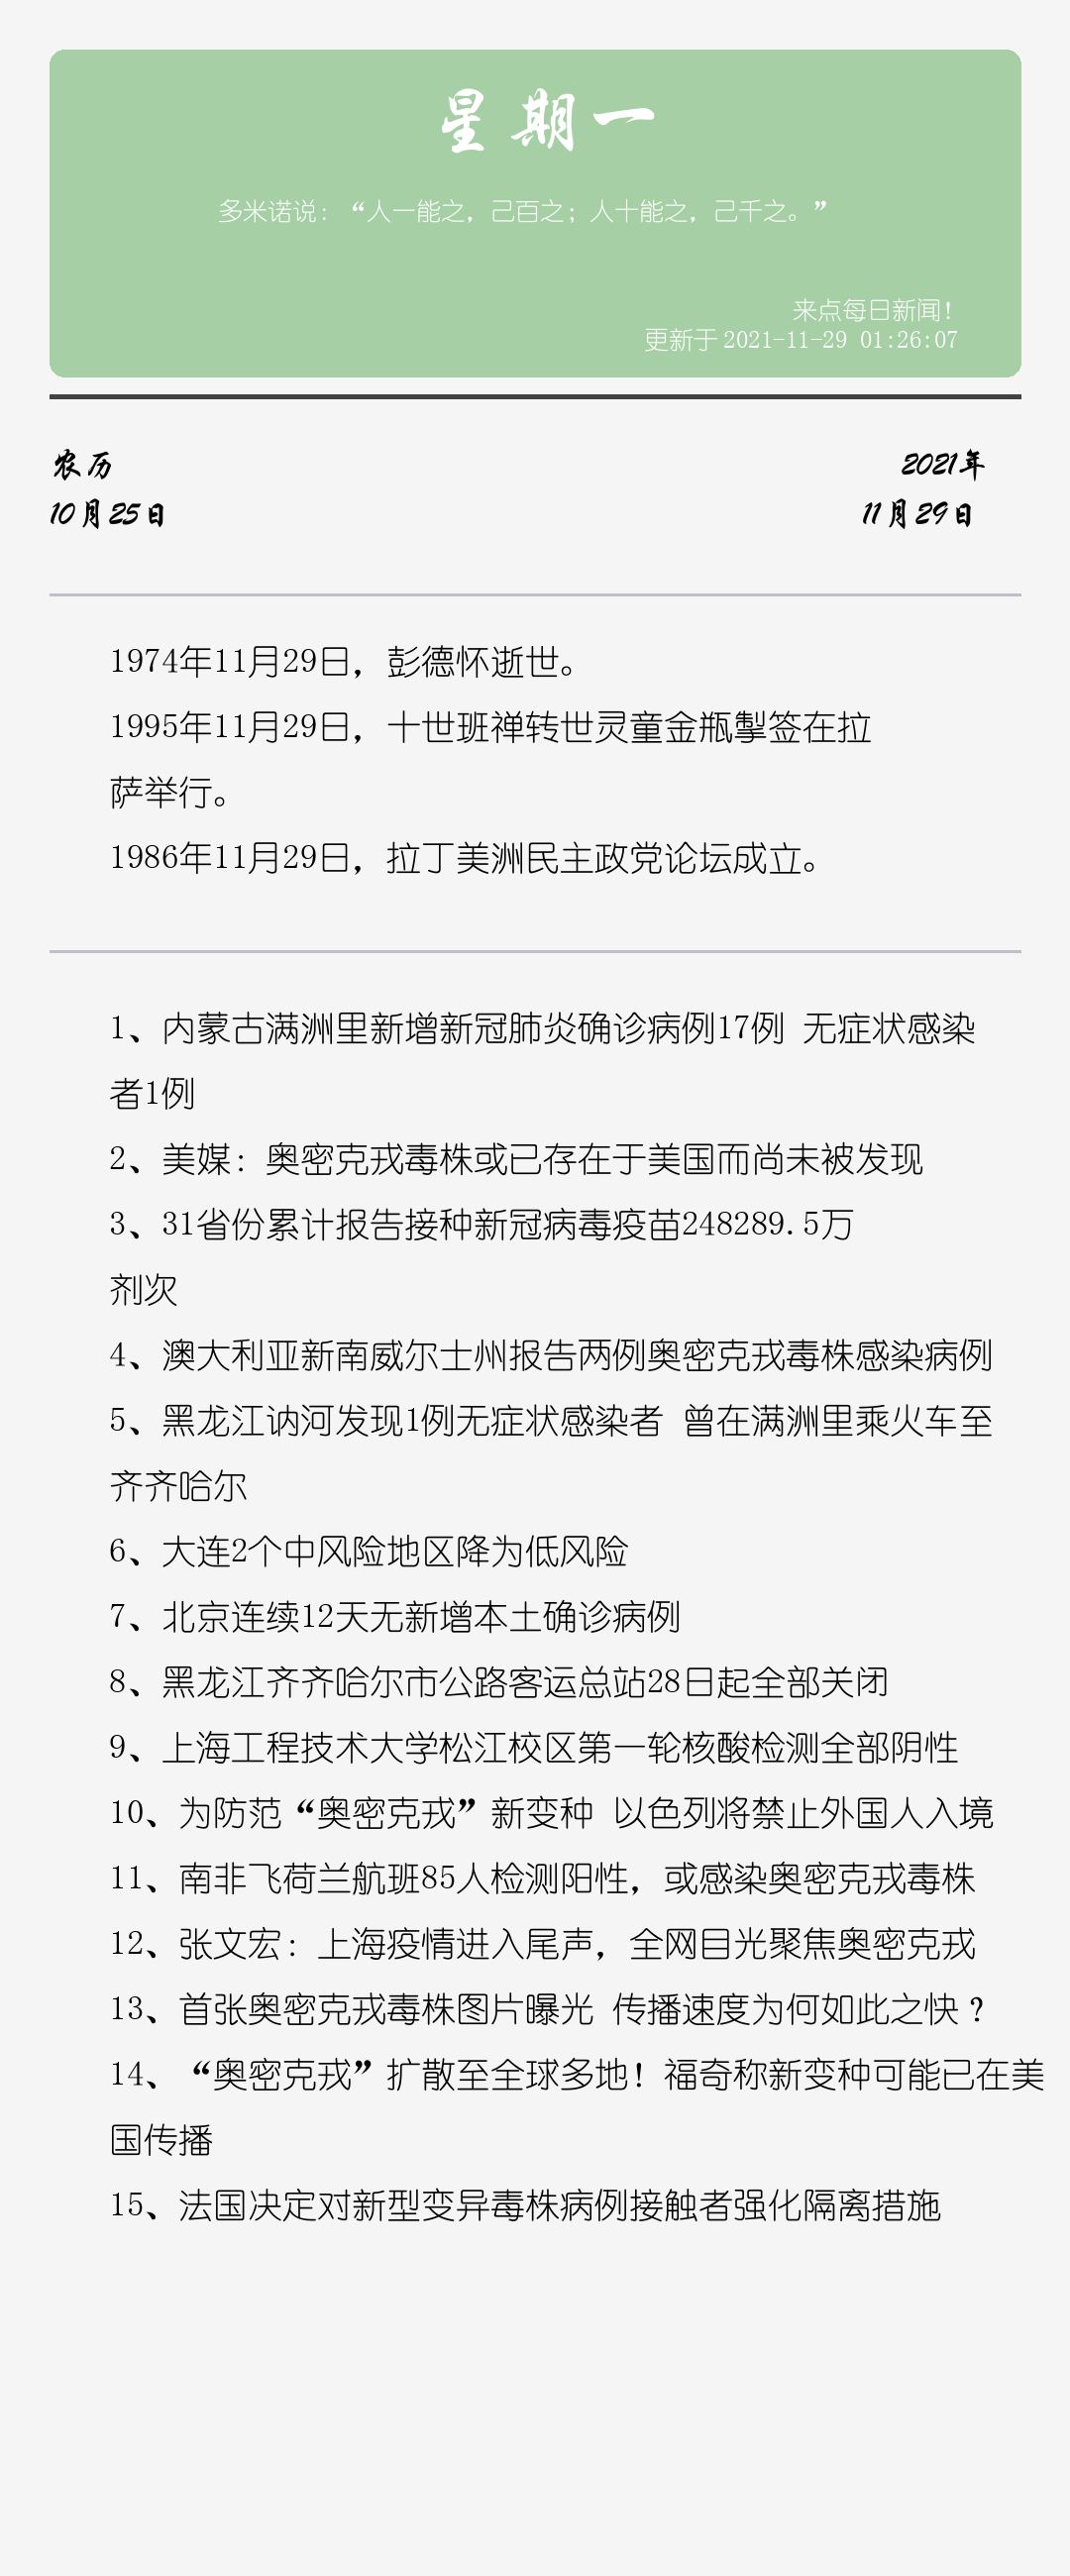 星期一
多米诺说：“人一能之，己百之；人十能之，己千之。”
来点每日新闻！
更新于 2021-11-29 01:26:07
农历
2021年
10月25日
11月29日
1974年11月29日，彭德怀逝世。
1995年11月29日，十世班禅转世灵童金瓶掣签在拉
萨举行。
1986年11月29日，拉丁美洲民主政党论坛成立。
1、内蒙古满洲里新增新冠肺炎确诊病例17例 无症状感染
者1例
2、美媒：奥密克戎毒株或已存在于美国而尚未被发现
3、31省份累计报告接种新冠病毒疫苗248289.5万
剂次
4、澳大利亚新南威尔士州报告两例奥密克戎毒株感染病例
5、黑龙江讷河发现1例无症状感染者 曾在满洲里乘火车至
齐齐哈尔
6、大连2个中风险地区降为低风险
7、北京连续12天无新增本土确诊病例
8、黑龙江齐齐哈尔市公路客运总站28日起全部关闭
9、上海工程技术大学松江校区第一轮核酸检测全部阴性
10、为防范“奥密克戎”新变种 以色列将禁止外国人入境
11、南非飞荷兰航班85人检测阳性，或感染奥密克戎毒株
12、张文宏：上海疫情进入尾声，全网目光聚焦奥密克戎
13、首张奥密克戎毒株图片曝光 传播速度为何如此之快？
14、“奥密克戎”扩散至全球多地！福奇称新变种可能已在美
国传播
15、法国决定对新型变异毒株病例接触者强化隔离措施